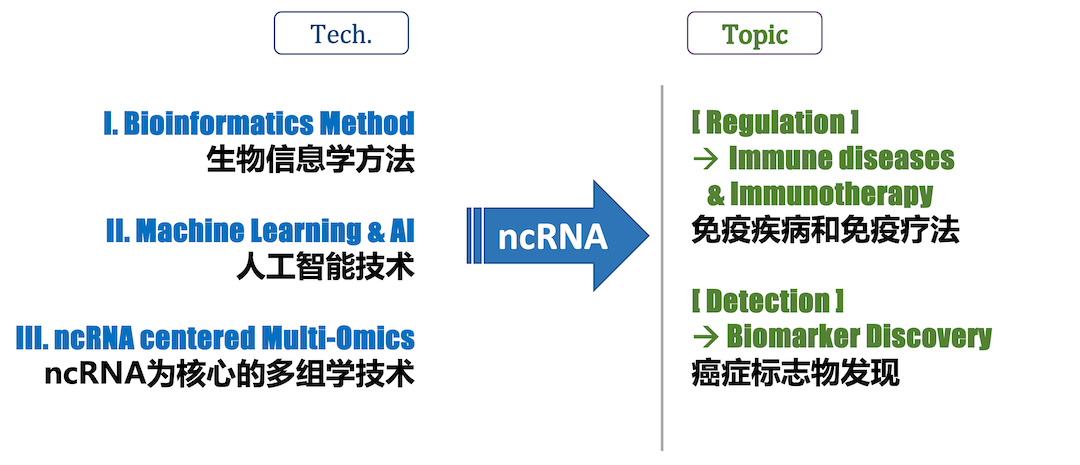 Tech.
I. Bioinformatics Method
生物信息学方法
II. Machine Learning & AI
人工智能技术
III. ncRNA centered Multi-Omics
ncRNA为核心的多组学技术
ncRNA
Topic
[ Regulation ]
→ Immune diseases
& Immunotherapy
免疫疾病和免疫疗法
[ Detection ]
→ Biomarker Discovery
癌症标志物发现